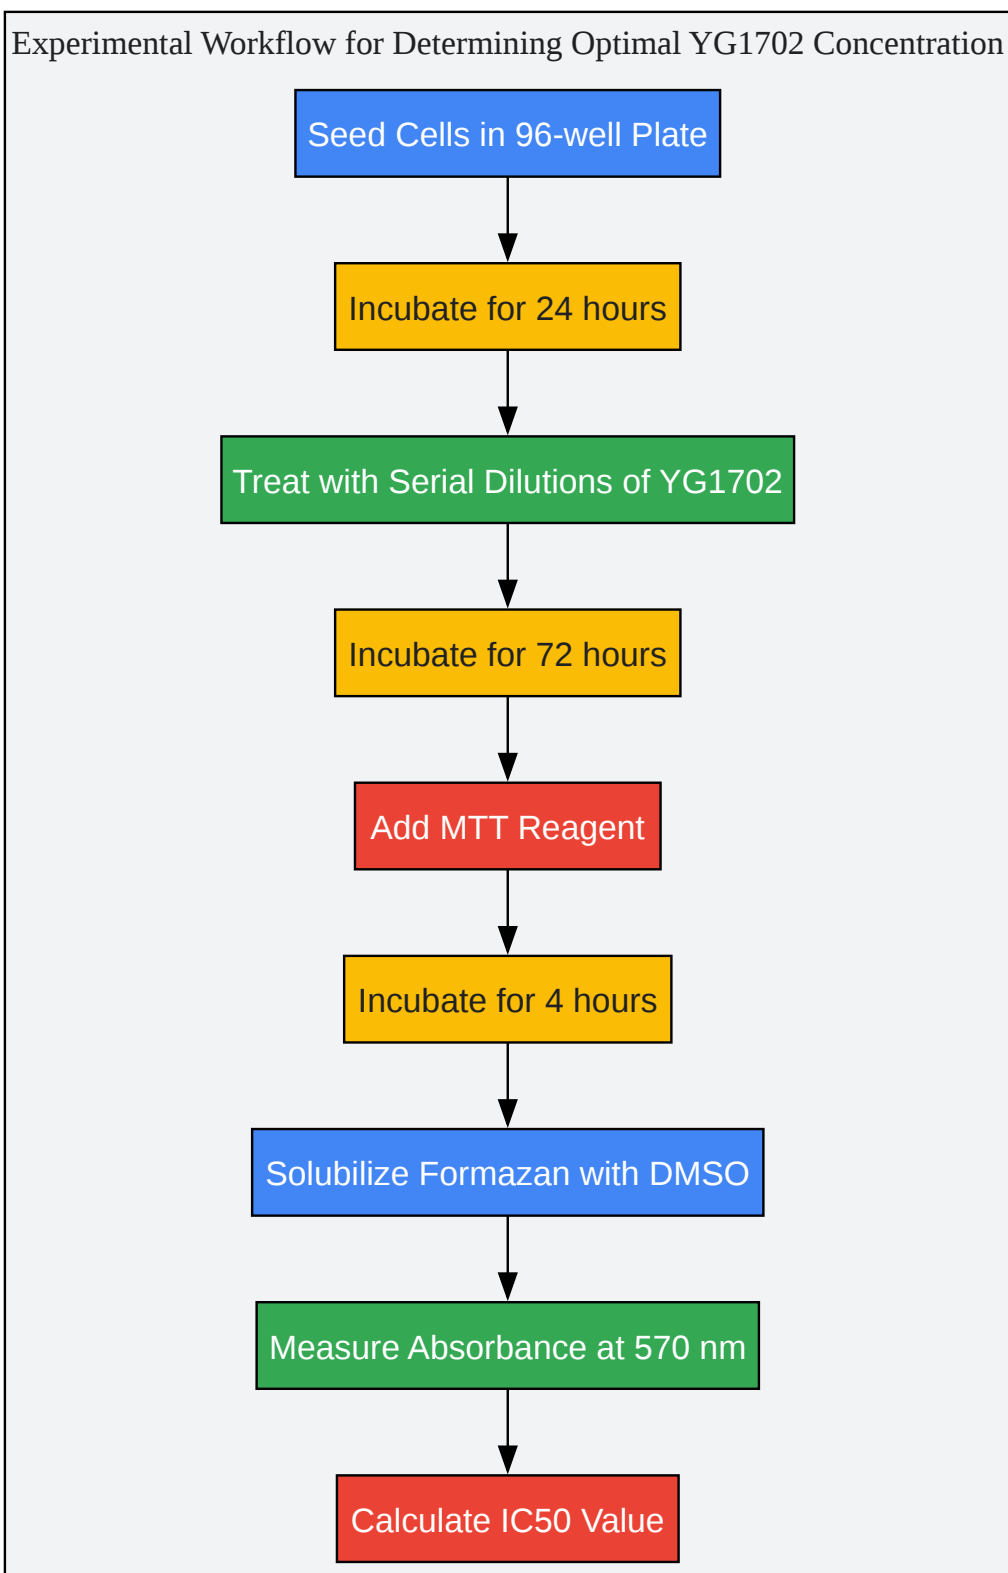 Experimental Workflow for Determining Optimal YG1702 Concentration
Seed Cells in 96-well Plate
Incubate for 24 hours
Treat with Serial Dilutions of YG1702
Incubate for 72 hours
Add MTT Reagent
Incubate for 4 hours
Solubilize Formazan with DMSO
Measure Absorbance at 570 nm
Calculate IC50 Value